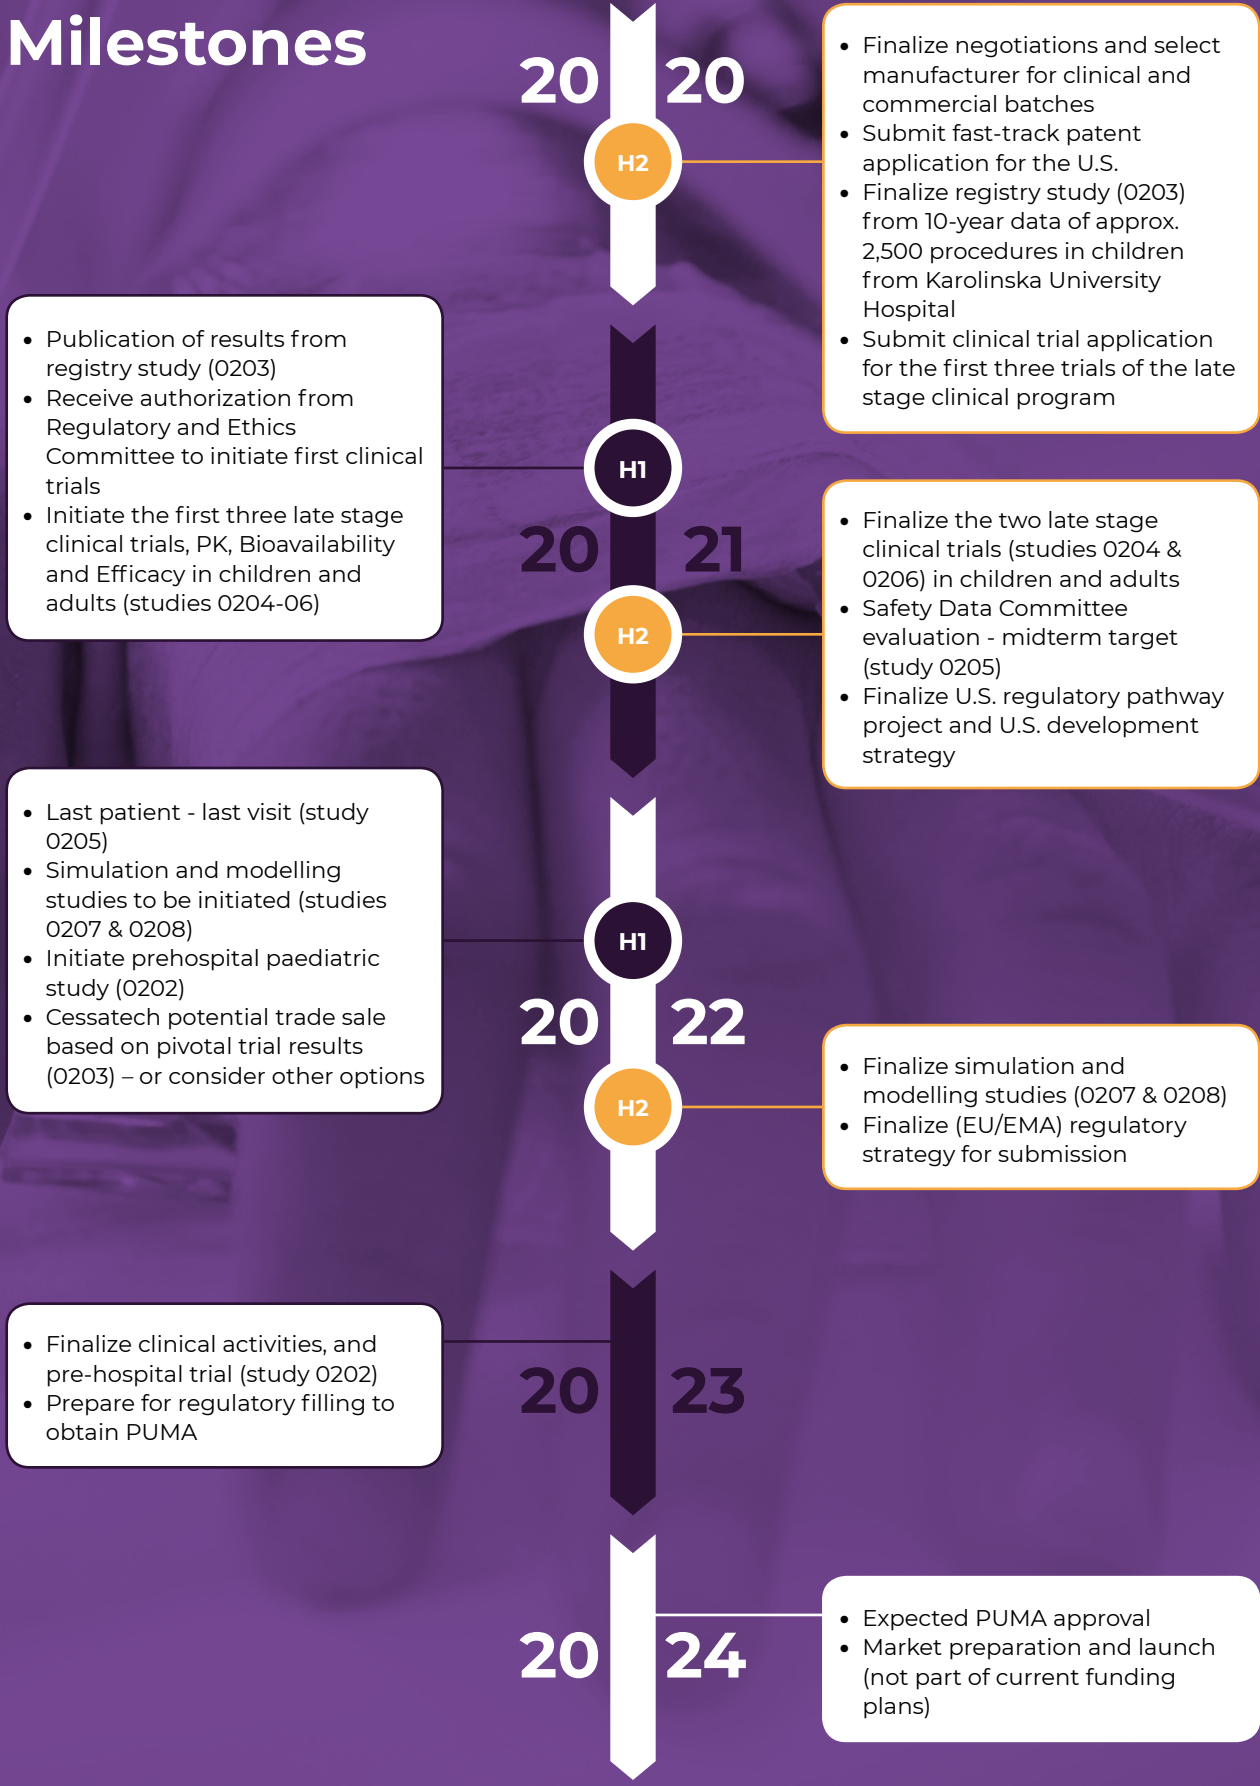 Milestones
20 20
H2
• Finalize negotiations and select
manufacturer for clinical and
commercial batches
• Submit fast-track patent
application for the U.S.
• Finalize registry study (0203)
from 10-year data of approx.
2,500 procedures in children
from Karolinska University
Hospital
• Submit clinical trial application
for the first three trials of the late
stage clinical program
• Publication of results from
registry study (0203)
• Receive authorization from
Regulatory and Ethics
Committee to initiate first clinical
trials
• Initiate the first three late stage
clinical trials, PK, Bioavailability
and Efficacy in children and
adults (studies 0204-06)
H1
20 21
H2
• Finalize the two late stage
clinical trials (studies 0204 &
0206) in children and adults
• Safety Data Committee
evaluation - midterm target
(study 0205)
• Finalize U.S. regulatory pathway
project and U.S. development
strategy
• Last patient - last visit (study
0205)
• Simulation and modelling
studies to be initiated (studies
0207 & 0208)
• Initiate prehospital paediatric
study (0202)
• Cessatech potential trade sale
based on pivotal trial results
(0203) – or consider other options
H1
20 22
H2
• Finalize simulation and
modelling studies (0207 & 0208)
• Finalize (EU/EMA) regulatory
strategy for submission
• Finalize clinical activities, and
pre-hospital trial (study 0202)
• Prepare for regulatory filling to
obtain PUMA
20 23
• Expected PUMA approval
• Market preparation and launch
(not part of current funding
plans)
20 24